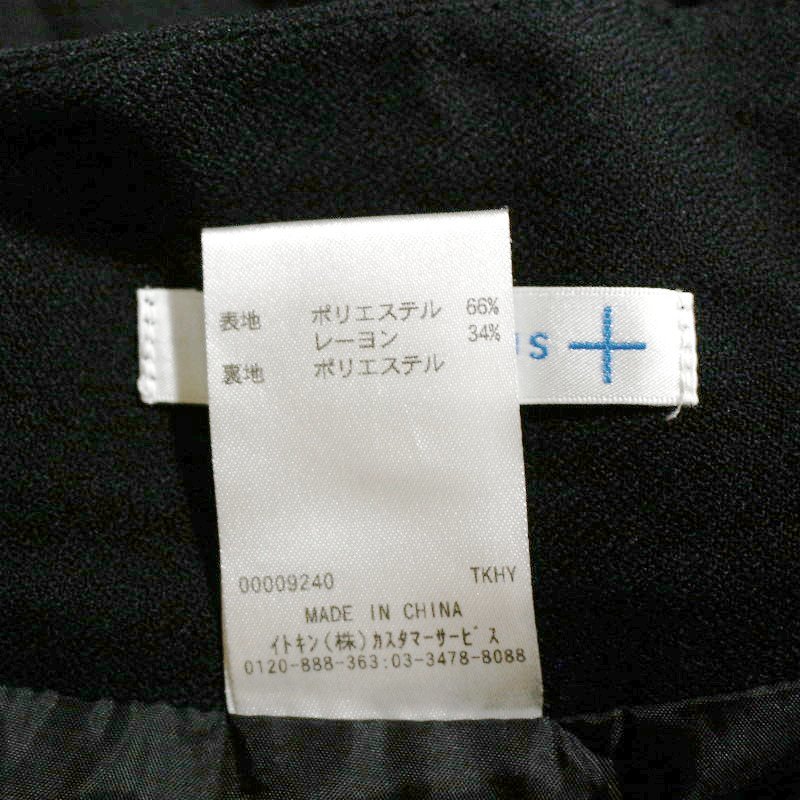 表地 ポリエステル 66%
レーヨン 34%
裏地 ポリエステル
S +
00009240 TKHY
MADE IN CHINA
イトキン(株)カスタマーサービス
0120-888-363:03-3478-8088